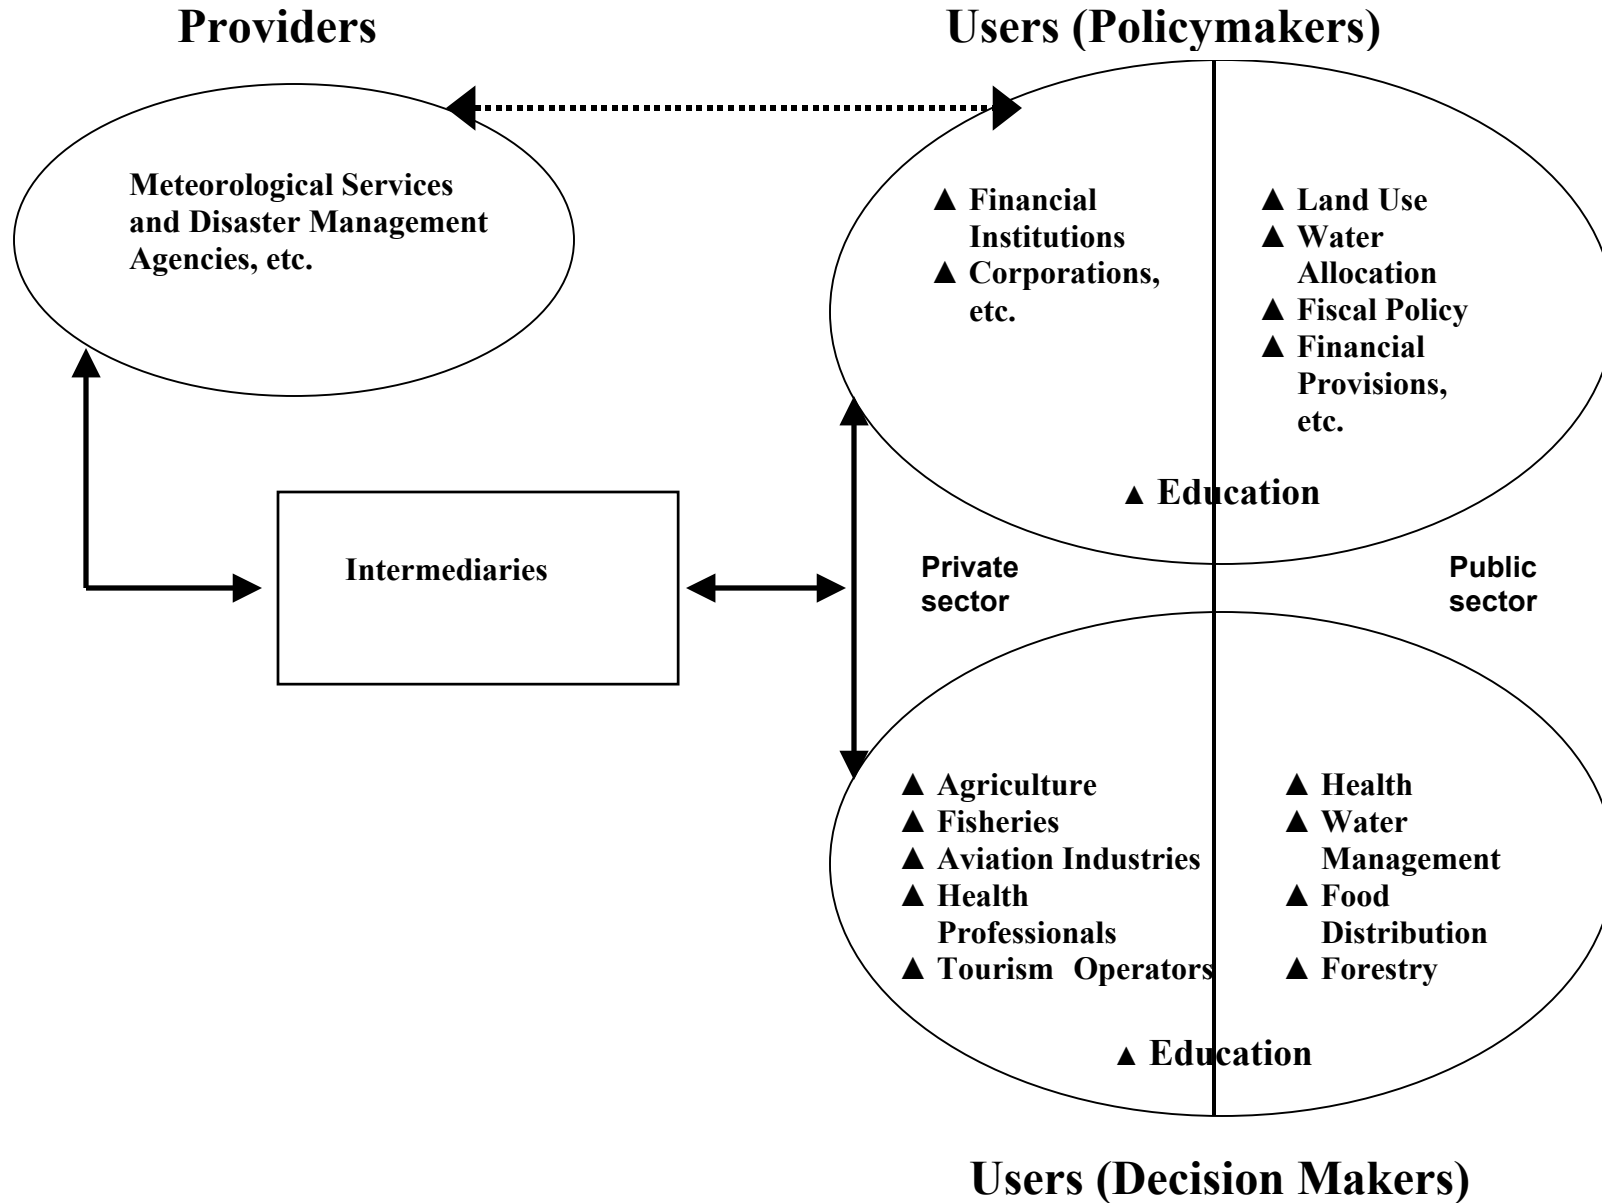 Providers
Users (Policymakers)
Meteorological Services
and Disaster Management
Agencies, etc.
▲ Financial
Institutions
▲ Corporations,
etc.
▲ Land Use
▲ Water
Allocation
▲ Fiscal Policy
▲ Financial
Provisions,
etc.
▲ Education
Intermediaries
Private
sector
Public
sector
▲ Agriculture
▲ Fisheries
▲ Aviation Industries
▲ Health
Professionals
▲ Tourism Operators
▲ Health
▲ Water
Management
▲ Food
Distribution
▲ Forestry
▲ Education
Users (Decision Makers)